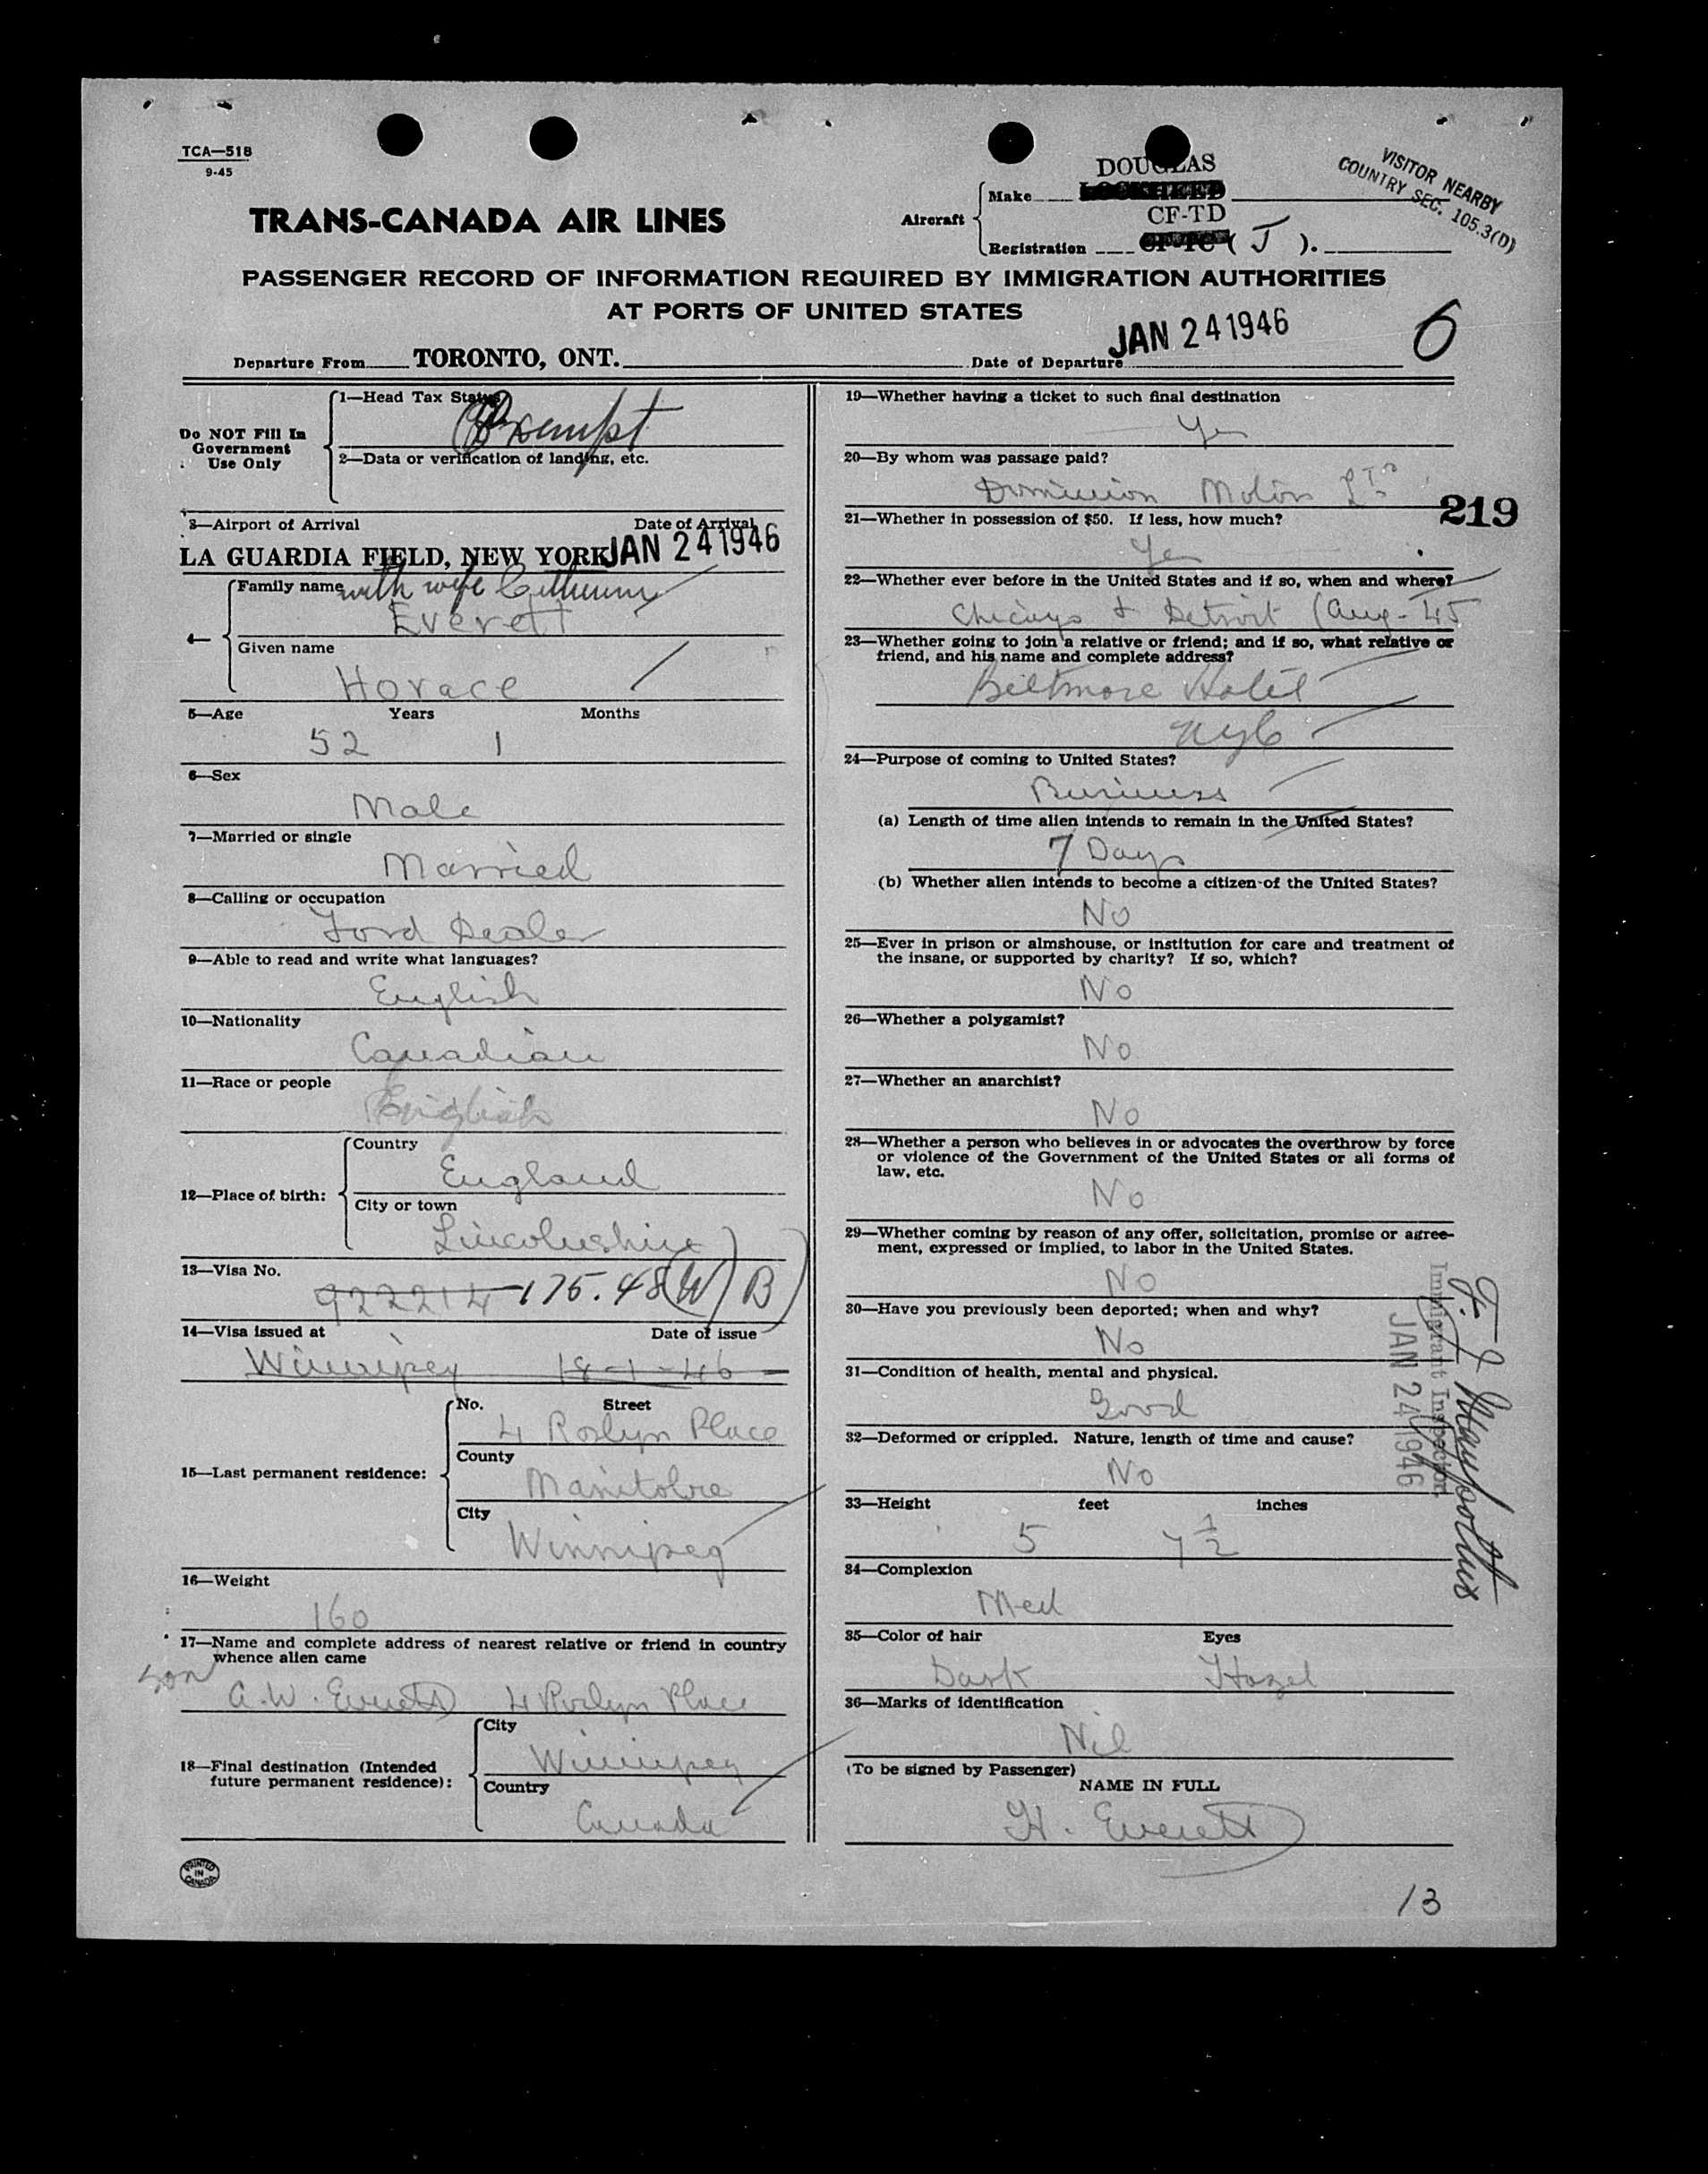 TCA—518
9-45
VISITOR NEARBY
COUNTRY SEC. 105.3(D)
TRANS-CANADA AIR LINES
Aircraft
DOUGLAS
Make
CF-TD
Registration CF-TC ( J ).
PASSENGER RECORD OF INFORMATION REQUIRED BY IMMIGRATION AUTHORITIES
AT PORTS OF UNITED STATES
Departure From TORONTO, ONT.
Date of Departure JAN 24 1946
6
Do NOT Fill In
Government
Use Only
1—Head Tax Status
Exempt
2—Data or verification of landing, etc.
3—Airport of Arrival Date of Arrival
LA GUARDIA FIELD, NEW YORK JAN 24 1946
4—
Family name with wife
Everett
Given name
Horace
5—Age Years Months
52 1
6—Sex
Male
7—Married or single
Married
8—Calling or occupation
Ford Dealer
9—Able to read and write what languages?
English
10—Nationality
Canadian
11—Race or people
English
12—Place of birth:
Country
England
City or town
Lincolnshire
13—Visa No.
922214 175.48 (W) B
14—Visa issued at Date of issue
Winnipeg 18-1-46
15—Last permanent residence:
No. Street
4 Roslyn Place
County
Manitoba
City
Winnipeg
16—Weight
160
17—Name and complete address of nearest relative or friend in country
whence alien came
son
A.W. Everett 4 Roslyn Place
18—Final destination (Intended
future permanent residence):
City
Winnipeg
Country
Canada
PRINTED
IN
CANADA
19—Whether having a ticket to such final destination
Yes
20—By whom was passage paid?
Dominion Motors LTD
219
21—Whether in possession of $50. If less, how much?
Yes
22—Whether ever before in the United States and if so, when and where?
Chicago & Detroit (Aug-45
23—Whether going to join a relative or friend; and if so, what relative or
friend, and his name and complete address?
Biltmore Hotel
NYC
24—Purpose of coming to United States?
Business
(a) Length of time alien intends to remain in the United States?
7 Days
(b) Whether alien intends to become a citizen of the United States?
No
25—Ever in prison or almshouse, or institution for care and treatment of
the insane, or supported by charity? If so, which?
No
26—Whether a polygamist?
No
27—Whether an anarchist?
No
28—Whether a person who believes in or advocates the overthrow by force
or violence of the Government of the United States or all forms of
law, etc.
No
29—Whether coming by reason of any offer, solicitation, promise or agree-
ment, expressed or implied, to labor in the United States.
No
30—Have you previously been deported; when and why?
No
31—Condition of health, mental and physical.
Good
32—Deformed or crippled. Nature, length of time and cause?
No
Immigrant Inspector.
JAN 24 1946
33—Height feet inches
5 7 1/2
34—Complexion
Med
35—Color of hair Eyes
Dark Hazel
36—Marks of identification
Nil
(To be signed by Passenger)
NAME IN FULL
H. Everett
13